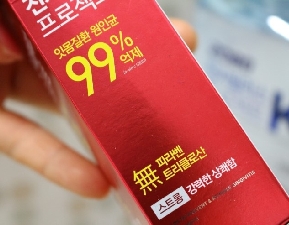 프로젝트
잇몸질환 원인균
99% 억제
無 파라벤
트리클로산
스트롱 강력한 상쾌함